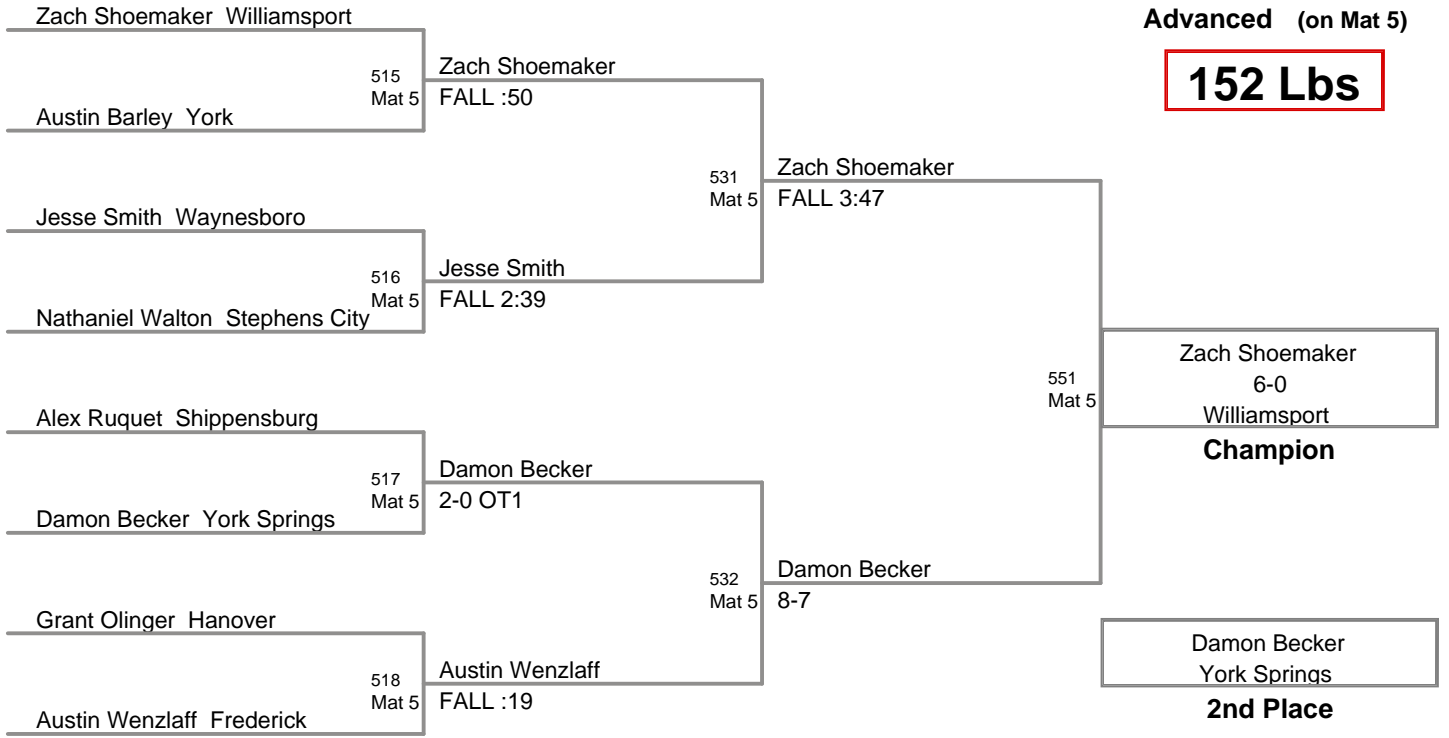 Zach Shoemaker Williamsport
Advanced (on Mat 5)
152 Lbs
515
Mat 5
Zach Shoemaker
FALL :50
Austin Barley York
531
Mat 5
Zach Shoemaker
FALL 3:47
Jesse Smith Waynesboro
516
Mat 5
Jesse Smith
FALL 2:39
Nathaniel Walton Stephens City
551
Mat 5
Zach Shoemaker
6-0
Williamsport
Champion
Alex Ruquet Shippensburg
517
Mat 5
Damon Becker
2-0 OT1
Damon Becker York Springs
532
Mat 5
Damon Becker
8-7
Grant Olinger Hanover
518
Mat 5
Austin Wenzlaff
FALL :19
Austin Wenzlaff Frederick
Damon Becker
York Springs
2nd Place